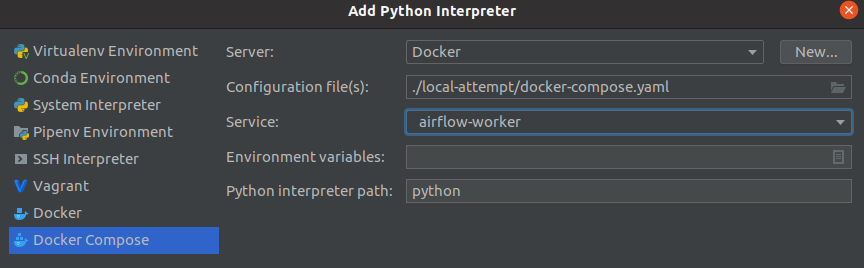 Add Python Interpreter
Virtualenv Environment
Conda Environment
System Interpreter
Pipenv Environment
SSH Interpreter
Vagrant
Docker
Docker Compose
Server: Docker New...
Configuration file(s): ./local-attempt/docker-compose.yaml
Service: airflow-worker
Environment variables:
Python interpreter path: python